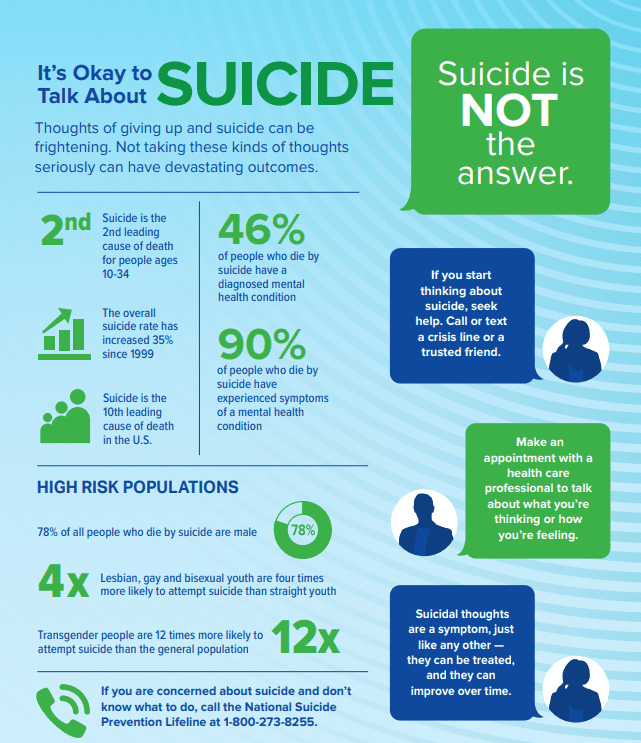 It's Okay to
Talk About
SUICIDE
Thoughts of giving up and suicide can be
frightening. Not taking these kinds of thoughts
seriously can have devastating outcomes.
2nd
Suicide is the
2nd leading
cause of death
for people ages
10-34
The overall
suicide rate has
increased 35%
since 1999
Suicide is the
10th leading
cause of death
in the U.S.
46%
of people who die by
suicide have a
diagnosed mental
health condition
90%
of people who die by
suicide have
experienced symptoms
of a mental health
condition
HIGH RISK POPULATIONS
78% of all people who die by suicide are male
78%
4x
Lesbian, gay and bisexual youth are four times
more likely to attempt suicide than straight youth
Transgender people are 12 times more likely to
attempt suicide than the general population
12x
If you are concerned about suicide and don't
know what to do, call the National Suicide
Prevention Lifeline at 1-800-273-8255.
Suicide is
NOT
the
answer.
If you start
thinking about
suicide, seek
help. Call or text
a crisis line or a
trusted friend.
Make an
appointment with a
health care
professional to talk
about what you're
thinking or how
you're feeling.
Suicidal thoughts
are a symptom, just
like any other —
they can be treated,
and they can
improve over time.